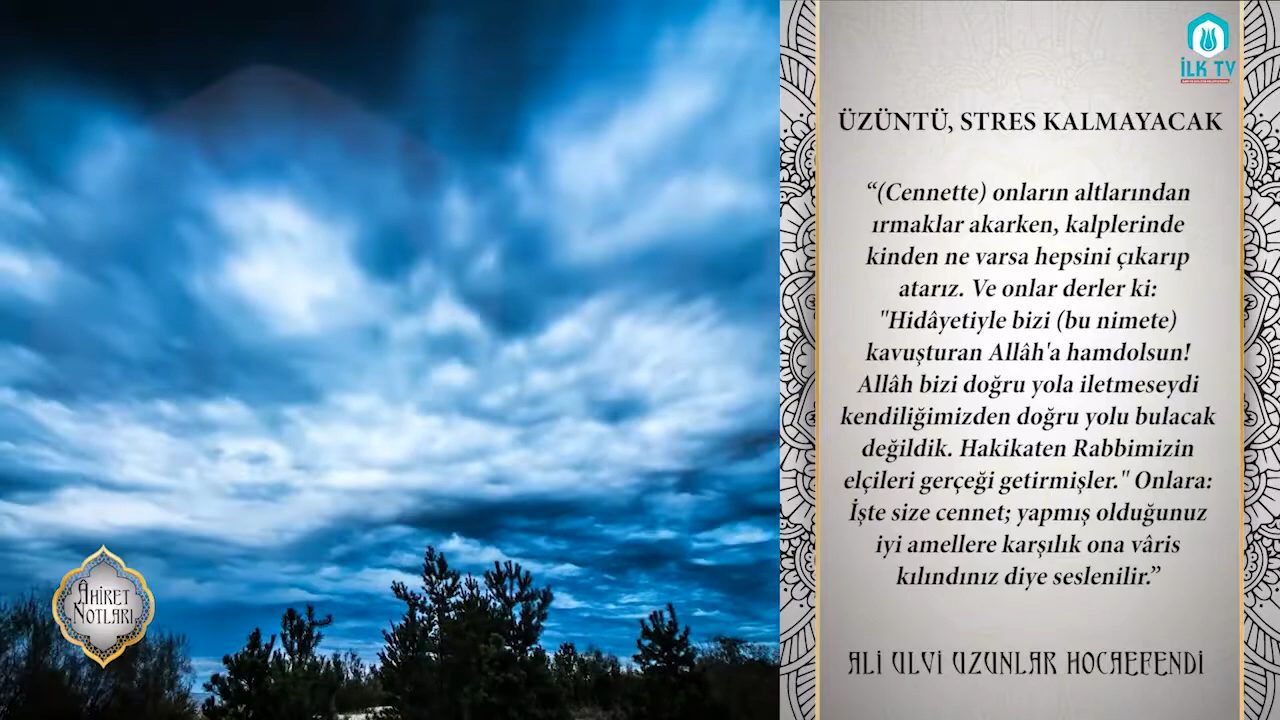 İLK TV
ÜZÜNTÜ, STRES KALMAYACAK
“(Cennette) onların altlarından
ırmaklar akarken, kalplerinde
kinden ne varsa hepsini çıkarıp
atarız. Ve onlar derler ki:
"Hidâyetiyle bizi (bu nimete)
kavuşturan Allâh'a hamdolsun!
Allâh bizi doğru yola iletmeseydi
kendiliğimizden doğru yolu bulacak
değildik. Hakikaten Rabbimizin
elçileri gerçeği getirmişler." Onlara:
İşte size cennet; yapmış olduğunuz
iyi amellere karşılık ona vâris
kılındınız diye seslenilir.”
ALİ ULVİ UZUNLAR HOCAEFENDİ
AHİRET
NOTLARI